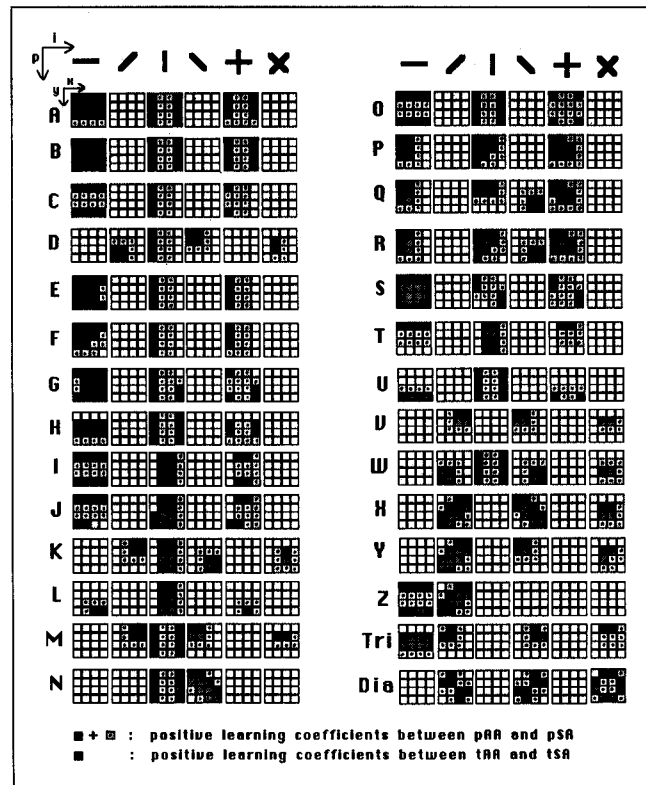 i
p
x
y
A
B
C
D
E
F
G
H
I
J
K
L
M
N
O
P
Q
R
S
T
U
V
W
X
Y
Z
Tri
Dia
■ + ▣ : positive learning coefficients between pAA and pSA
■ : positive learning coefficients between tAA and tSA